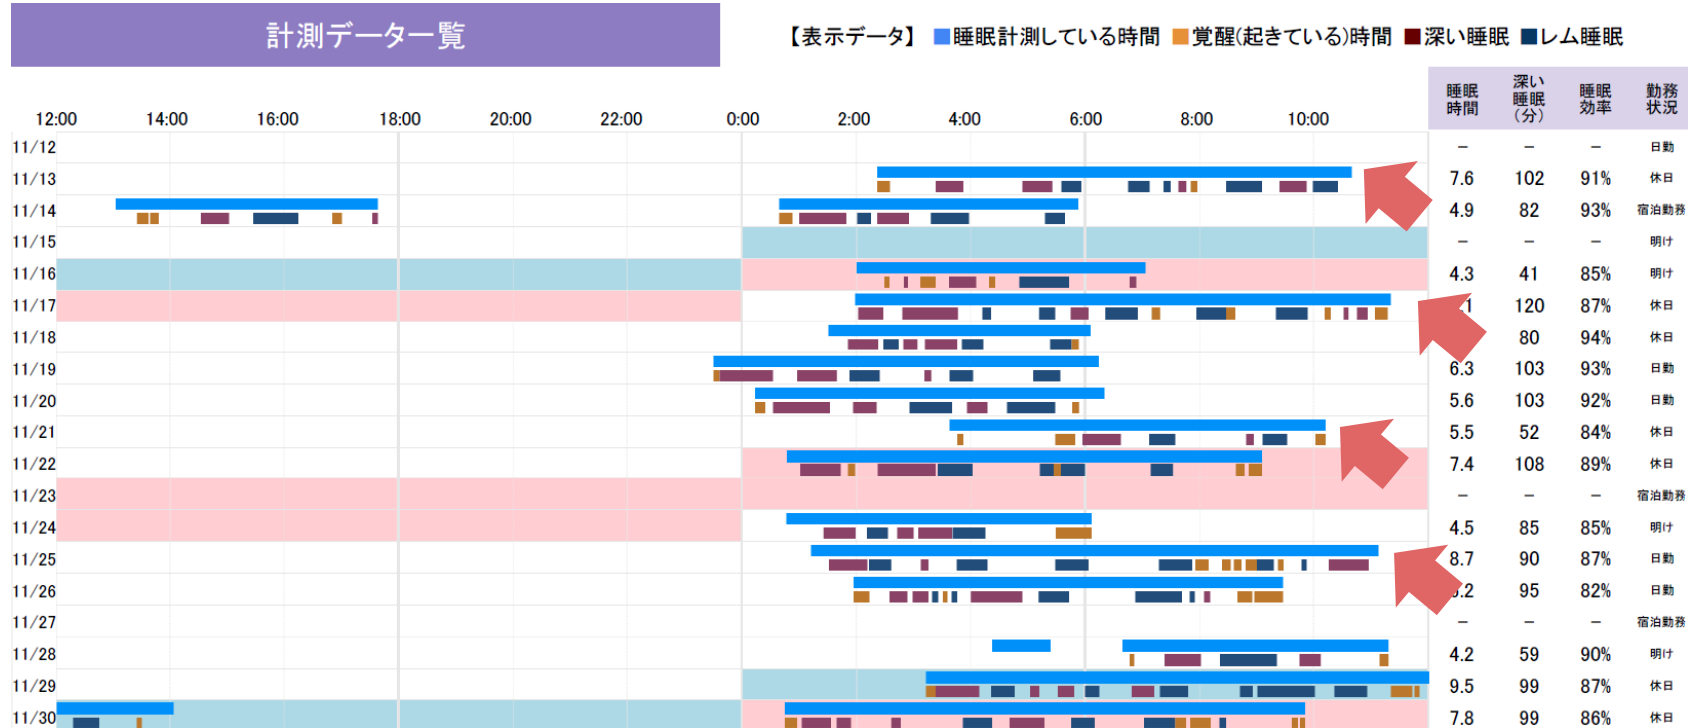 計測データ一覧
【表示データ】 ■睡眠計測している時間 ■覚醒(起きている)時間 ■深い睡眠 ■レム睡眠
睡眠時間 深い睡眠(分) 睡眠効率 勤務状況
12:00 14:00 16:00 18:00 20:00 22:00 0:00 2:00 4:00 6:00 8:00 10:00
11/12 － － － 日勤
11/13 7.6 102 91% 休日
11/14 4.9 82 93% 宿泊勤務
11/15 － － － 明け
11/16 4.3 41 85% 明け
11/17 120 87% 休日
11/18 80 94% 休日
11/19 6.3 103 93% 日勤
11/20 5.6 103 92% 日勤
11/21 5.5 52 84% 休日
11/22 7.4 108 89% 休日
11/23 － － － 宿泊勤務
11/24 4.5 85 85% 明け
11/25 8.7 90 87% 日勤
11/26 95 82% 日勤
11/27 － － － 宿泊勤務
11/28 4.2 59 90% 明け
11/29 9.5 99 87% 休日
11/30 7.8 99 86% 休日